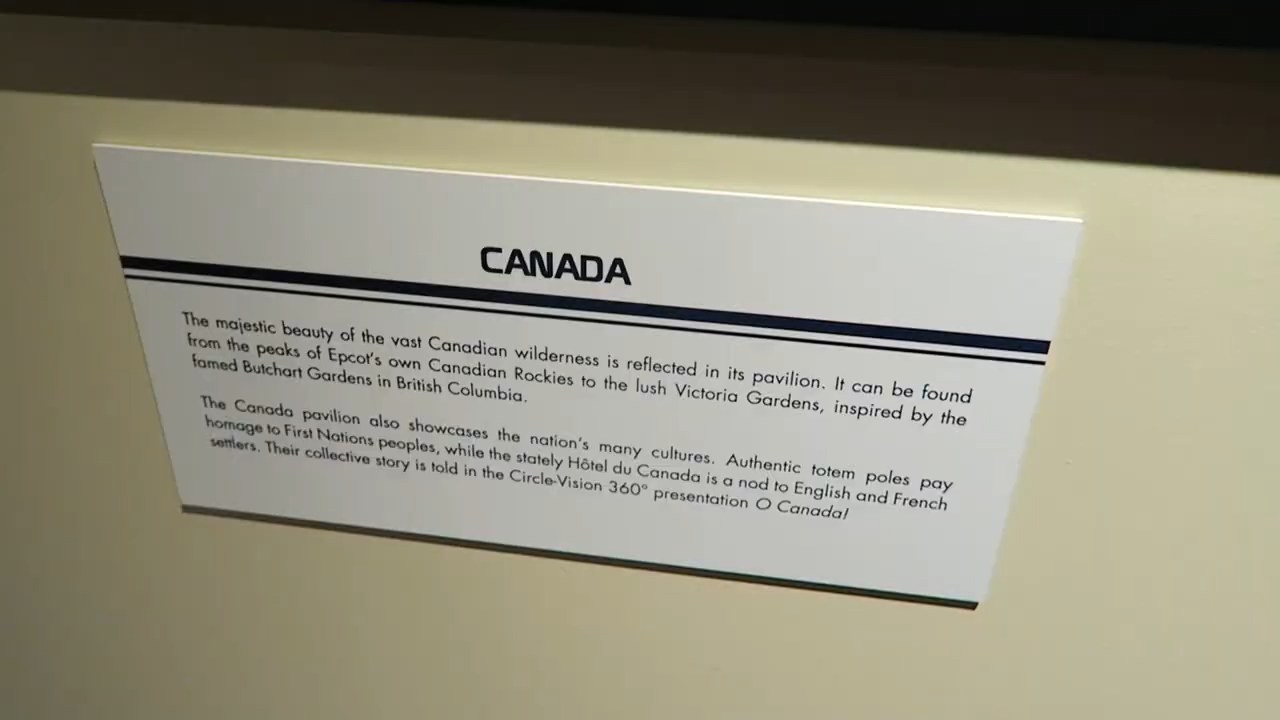 CANADA
The majestic beauty of the vast Canadian wilderness is reflected in its pavilion. It can be found
from the peaks of Epcot's own Canadian Rockies to the lush Victoria Gardens, inspired by the
famed Butchart Gardens in British Columbia.
The Canada pavilion also showcases the nation's many cultures. Authentic totem poles pay
homage to First Nations peoples, while the stately Hôtel du Canada is a nod to English and French
settlers. Their collective story is told in the Circle-Vision 360° presentation O Canada!